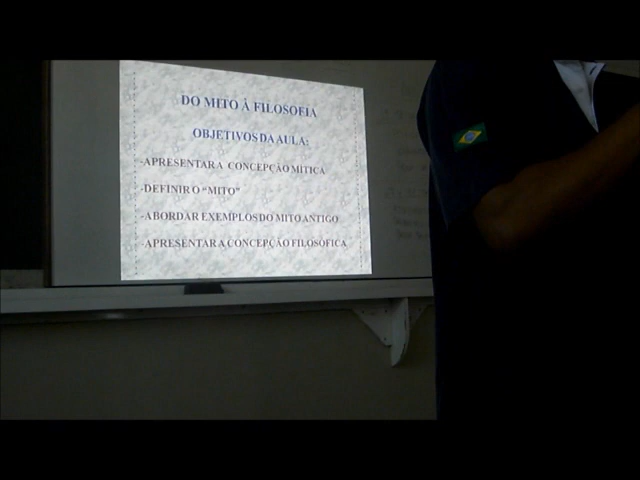 DO MITO À FILOSOFIA
OBJETIVOS DA AULA:
-APRESENTAR A CONCEPÇÃO MÍTICA
-DEFINIR O "MITO"
-ABORDAR EXEMPLOS DO MITO ANTIGO
-APRESENTAR A CONCEPÇÃO FILOSÓFICA